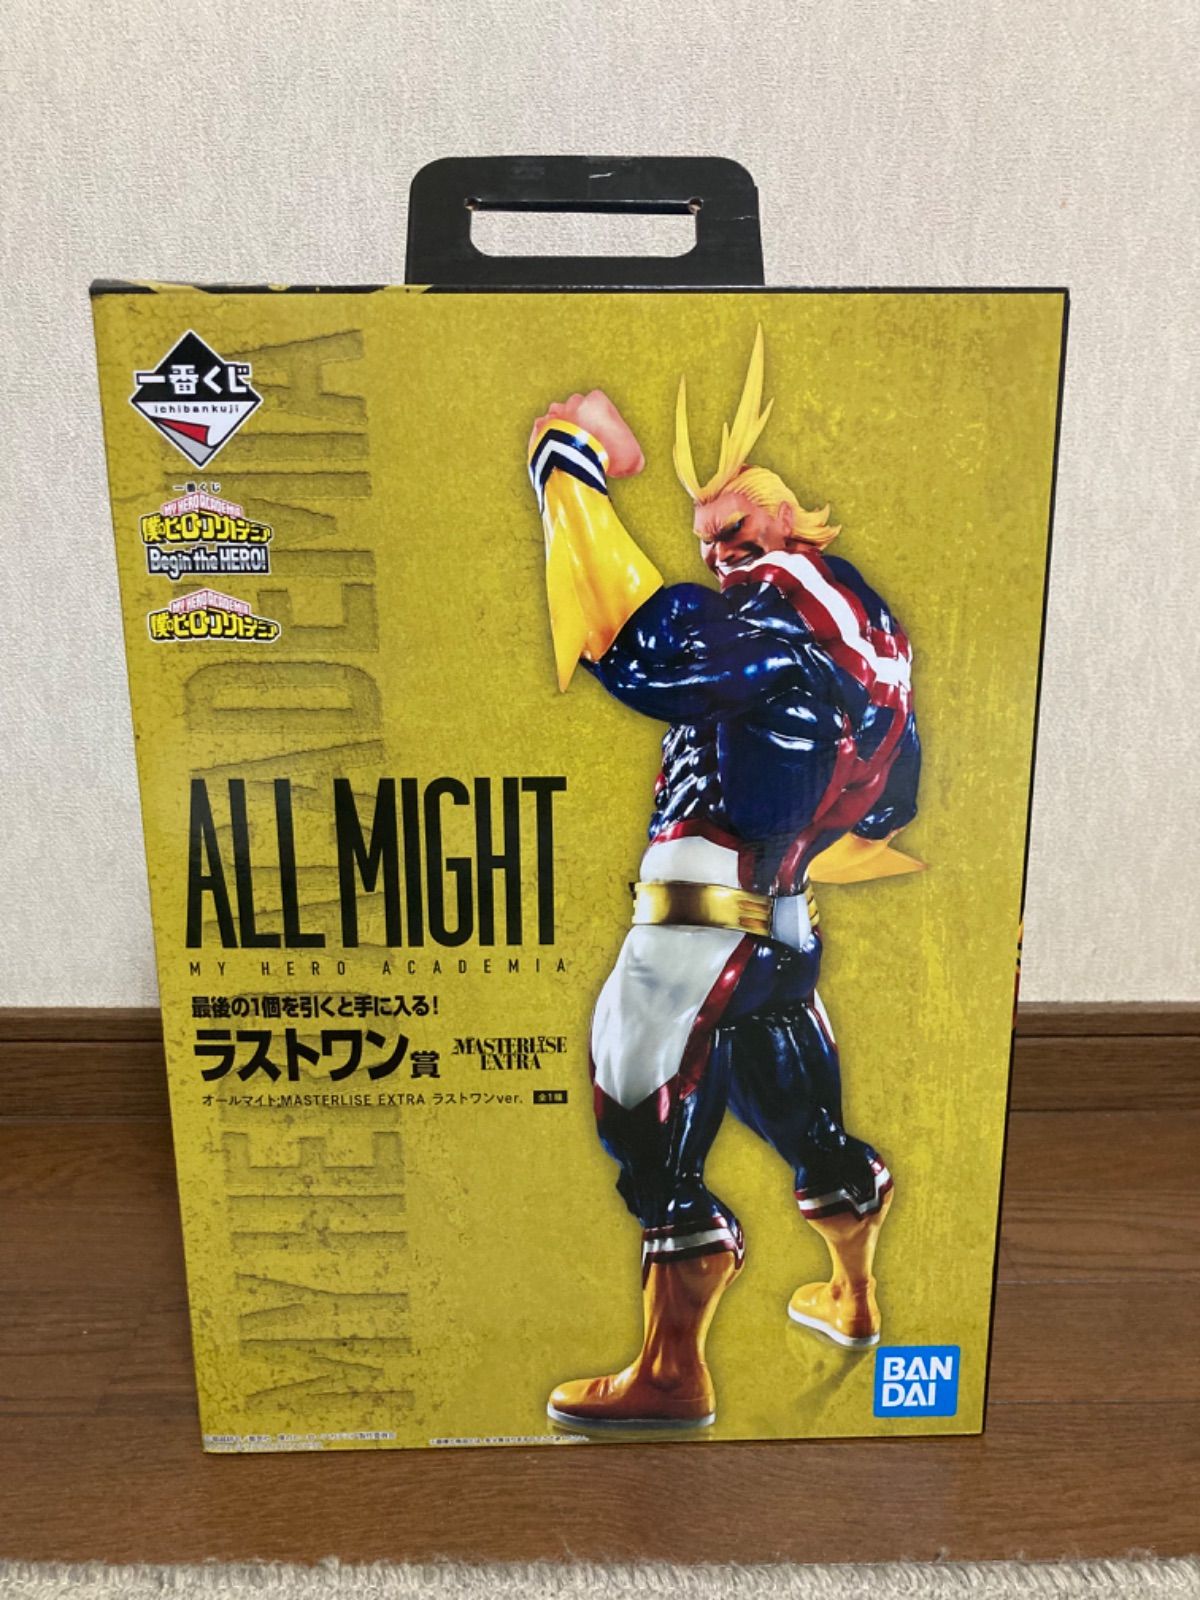 一番くじ
ichibankuji
一番くじ
MY HERO ACADEMIA
僕のヒーローアカデミア
Begin the HERO!
MY HERO ACADEMIA
僕のヒーローアカデミア
MY HERO ACADEMIA
ALL MIGHT
MY HERO ACADEMIA
最後の1個を引くと手に入る!
ラストワン賞
MASTERLISE
EXTRA
オールマイト;MASTERLISE EXTRA ラストワンver. 全1種
BAN
DAI